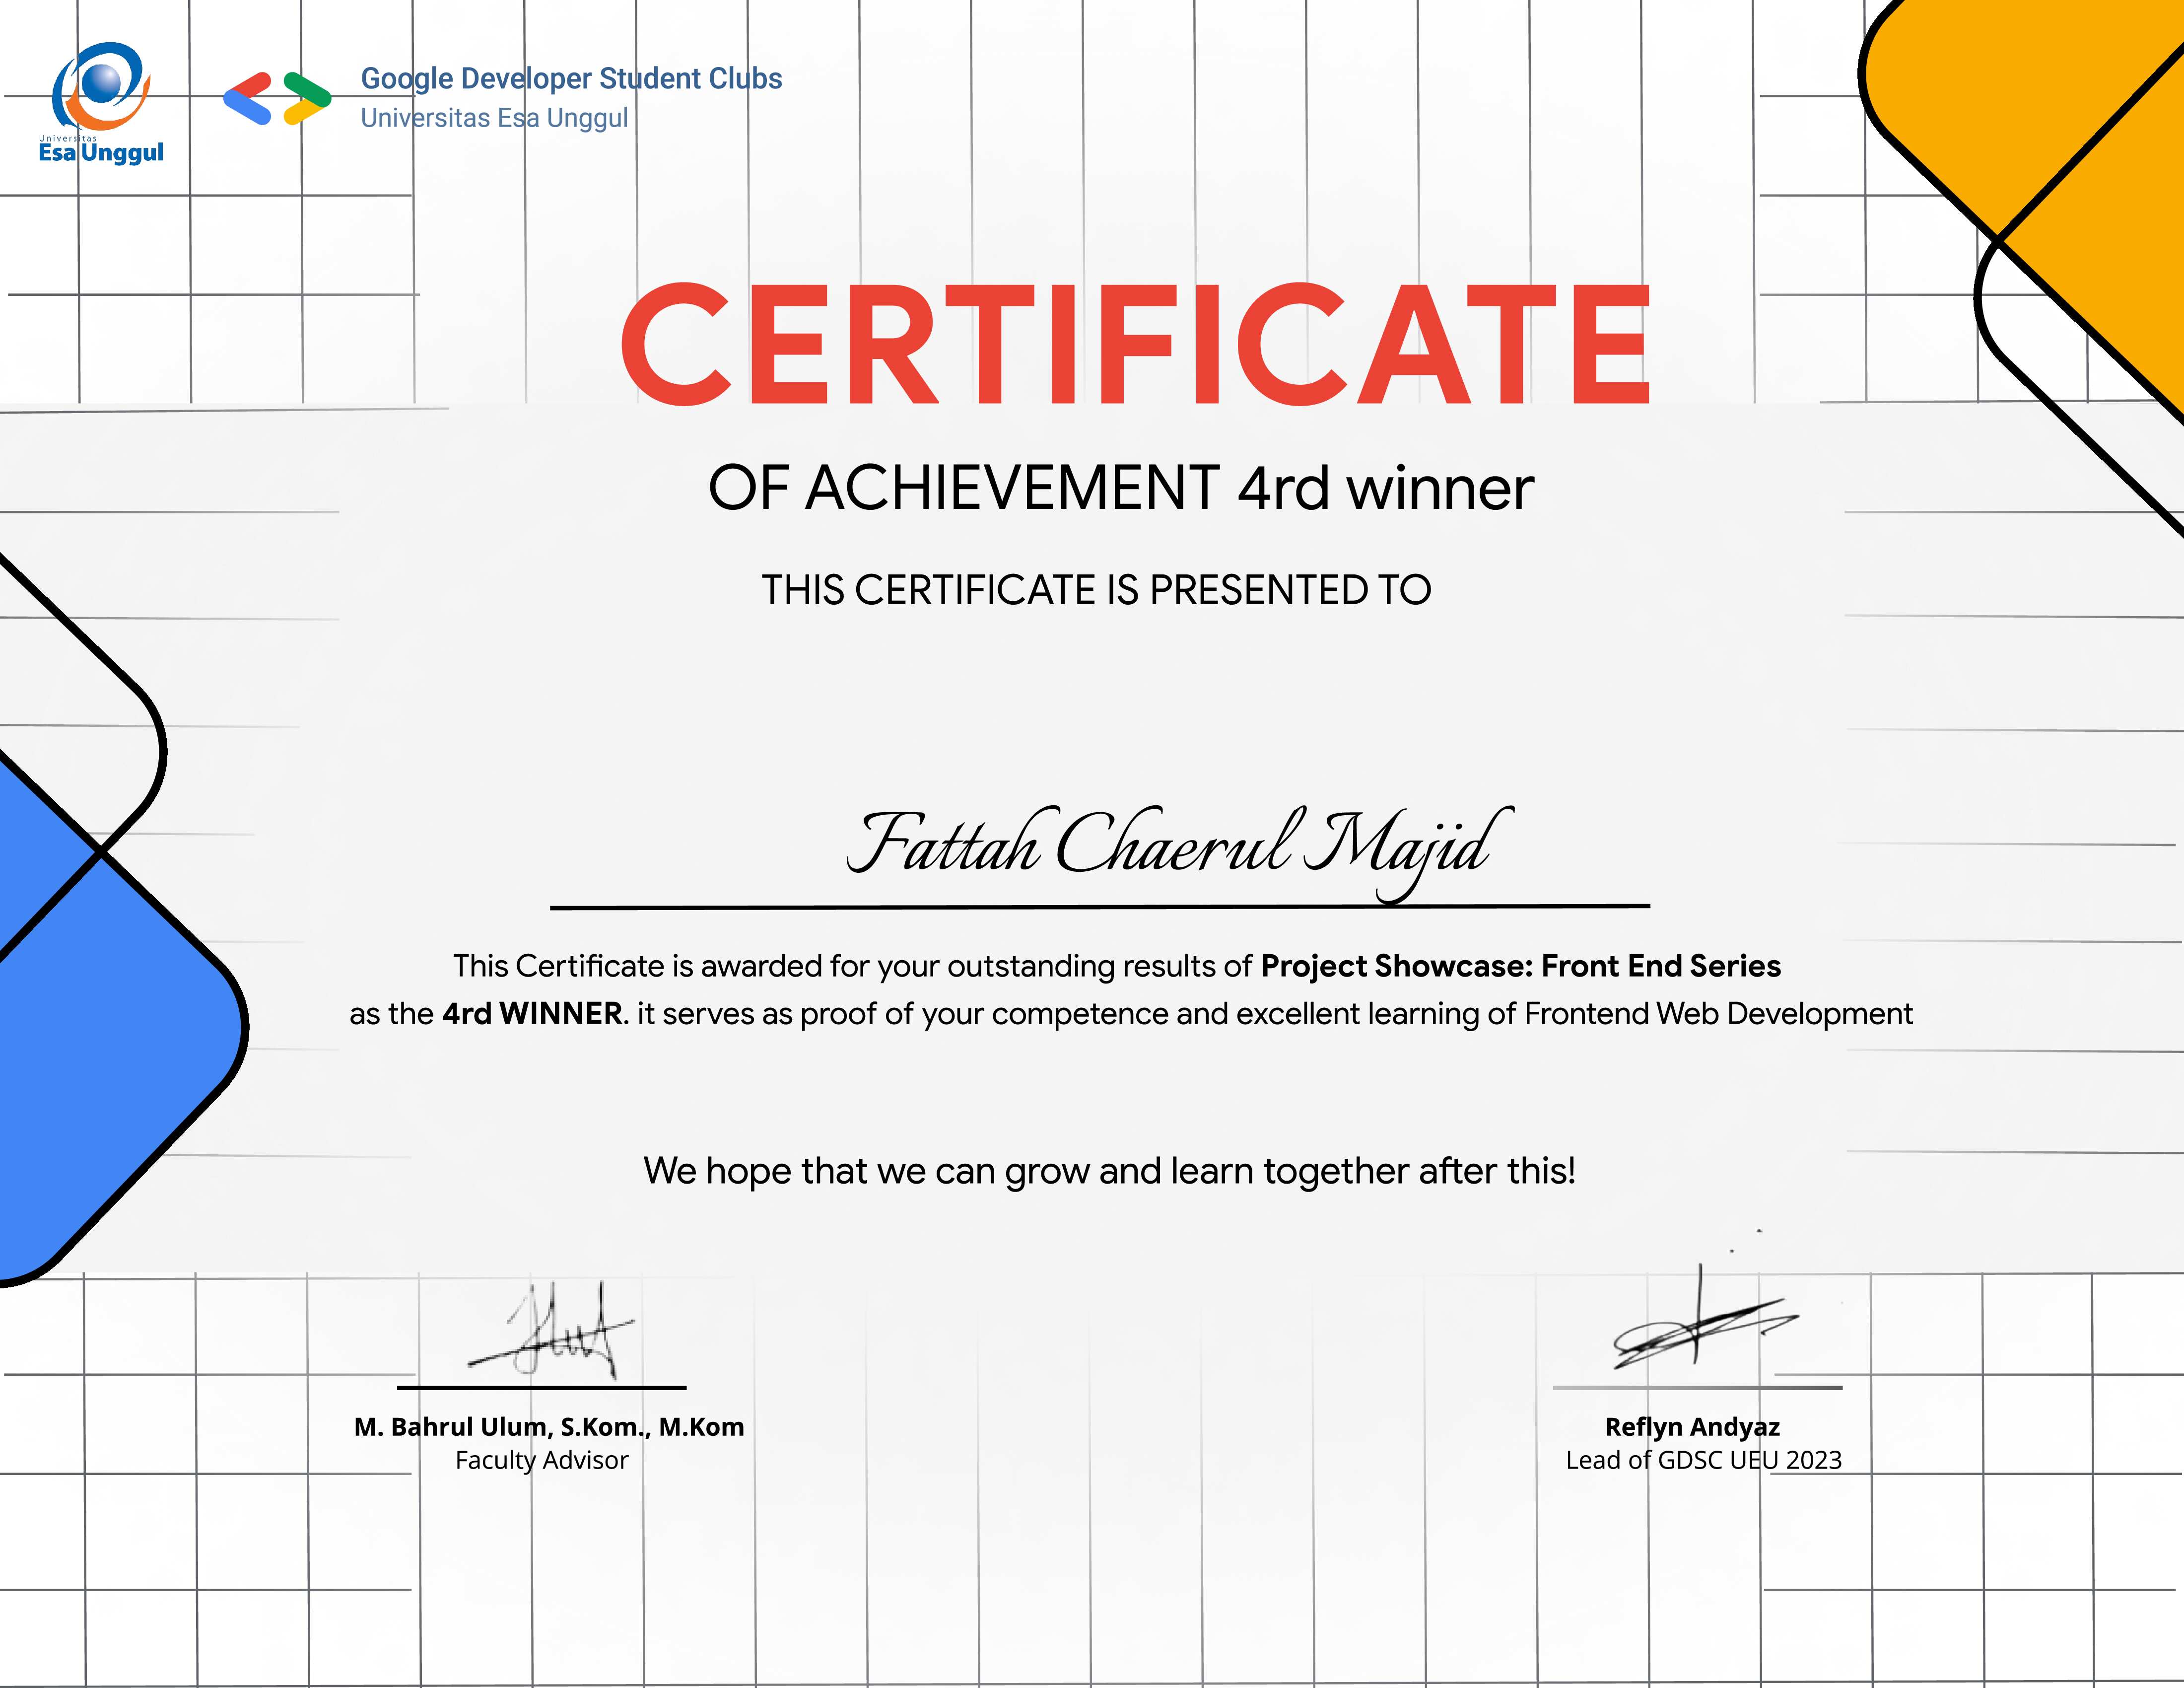 Universitas
Esa Unggul
Google Developer Student Clubs
Universitas Esa Unggul
CERTIFICATE
OF ACHIEVEMENT 4rd winner
THIS CERTIFICATE IS PRESENTED TO
Fattah Chaerul Majid
This Certificate is awarded for your outstanding results of Project Showcase: Front End Series
as the 4rd WINNER. it serves as proof of your competence and excellent learning of Frontend Web Development
We hope that we can grow and learn together after this!
M. Bahrul Ulum, S.Kom., M.Kom
Faculty Advisor
Reflyn Andyaz
Lead of GDSC UEU 2023